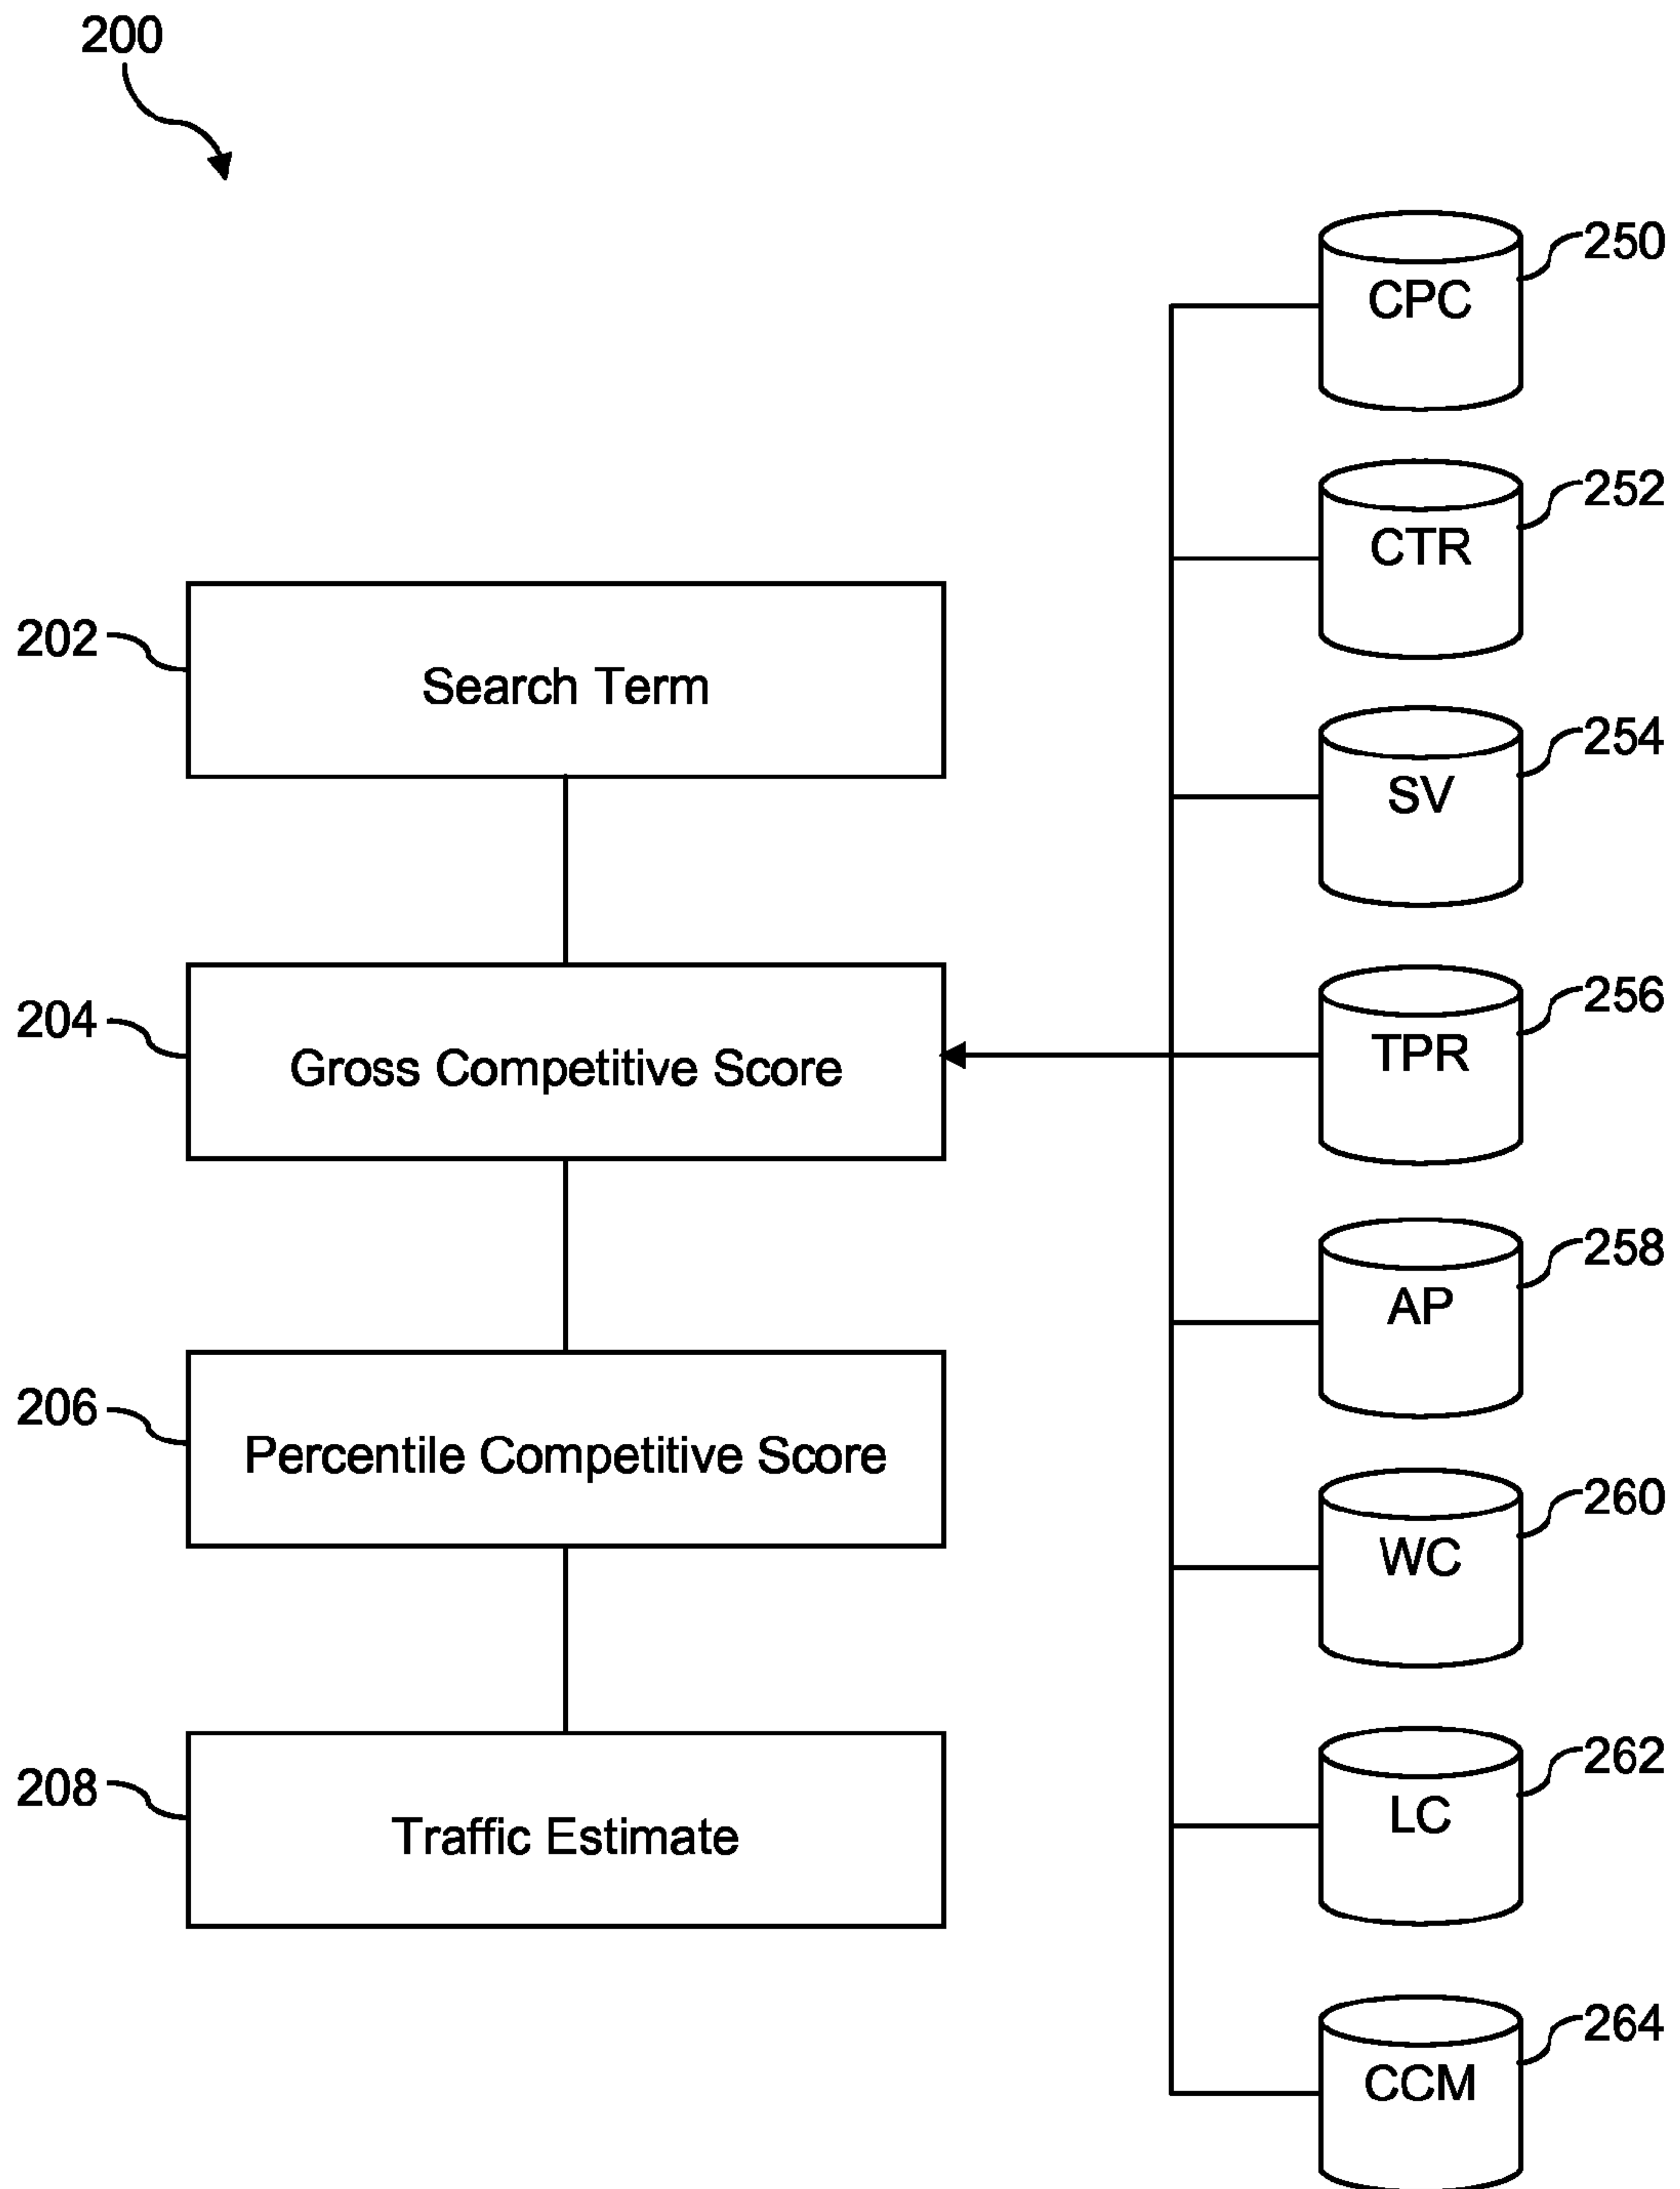 200
250
CPC
252
CTR
202
Search Term
254
SV
204
Gross Competitive Score
256
TPR
258
AP
206
Percentile Competitive Score
260
WC
208
Traffic Estimate
262
LC
264
CCM